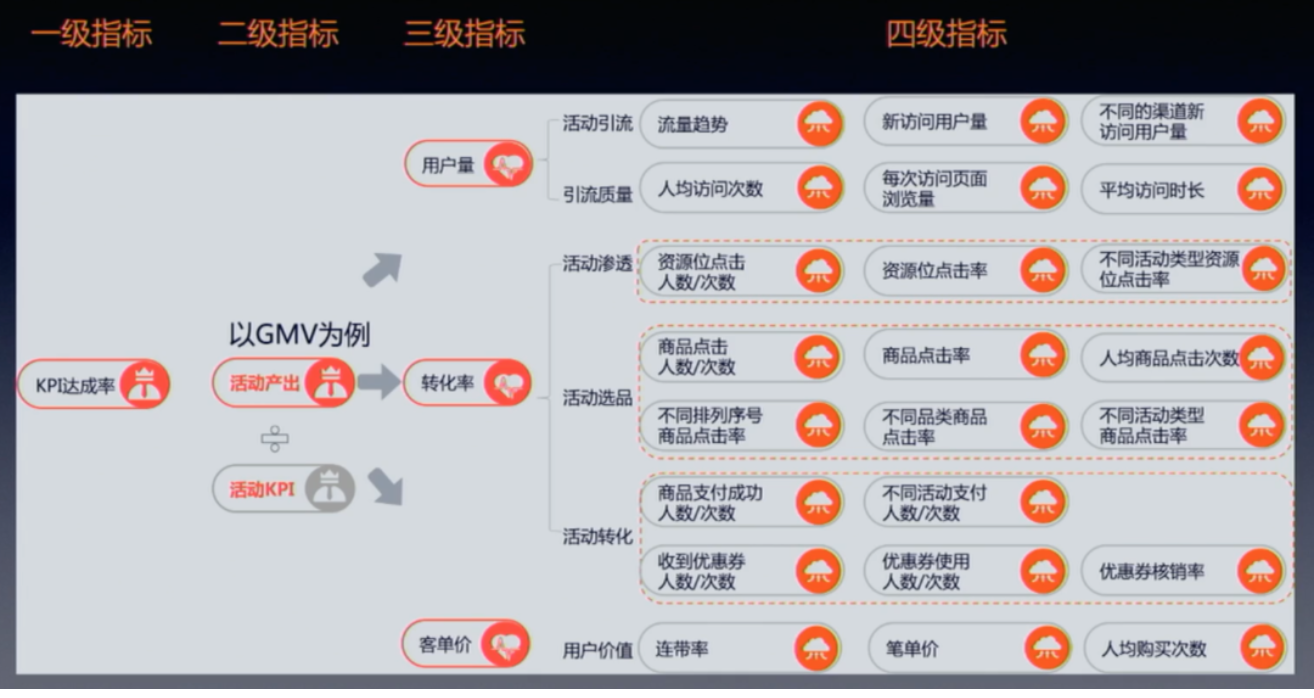 一级指标
二级指标
三级指标
四级指标
用户量
活动引流
流量趋势
新访问用户量
不同的渠道新
访问用户量
引流质量
人均访问次数
每次访问页面
浏览量
平均访问时长
以GMV为例
KPI达成率
活动产出
÷
活动KPI
转化率
活动渗透
资源位点击
人数/次数
资源位点击率
不同活动类型资源
位点击率
活动选品
商品点击
人数/次数
商品点击率
人均商品点击次数
不同排列序号
商品点击率
不同品类商品
点击率
不同活动类型
商品点击率
活动转化
商品支付成功
人数/次数
不同活动支付
人数/次数
收到优惠券
人数/次数
优惠券使用
人数/次数
优惠券核销率
客单价
用户价值
连带率
笔单价
人均购买次数